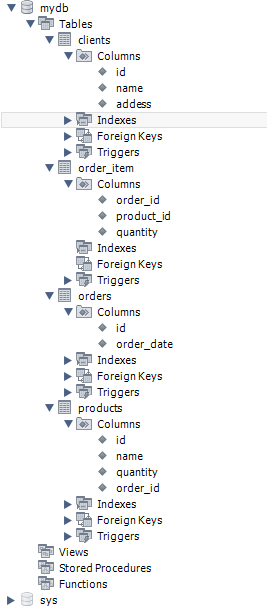 mydb
Tables
clients
Columns
id
name
addess
Indexes
Foreign Keys
Triggers
order_item
Columns
order_id
product_id
quantity
Indexes
Foreign Keys
Triggers
orders
Columns
id
order_date
Indexes
Foreign Keys
Triggers
products
Columns
id
name
quantity
order_id
Indexes
Foreign Keys
Triggers
Views
Stored Procedures
Functions
sys